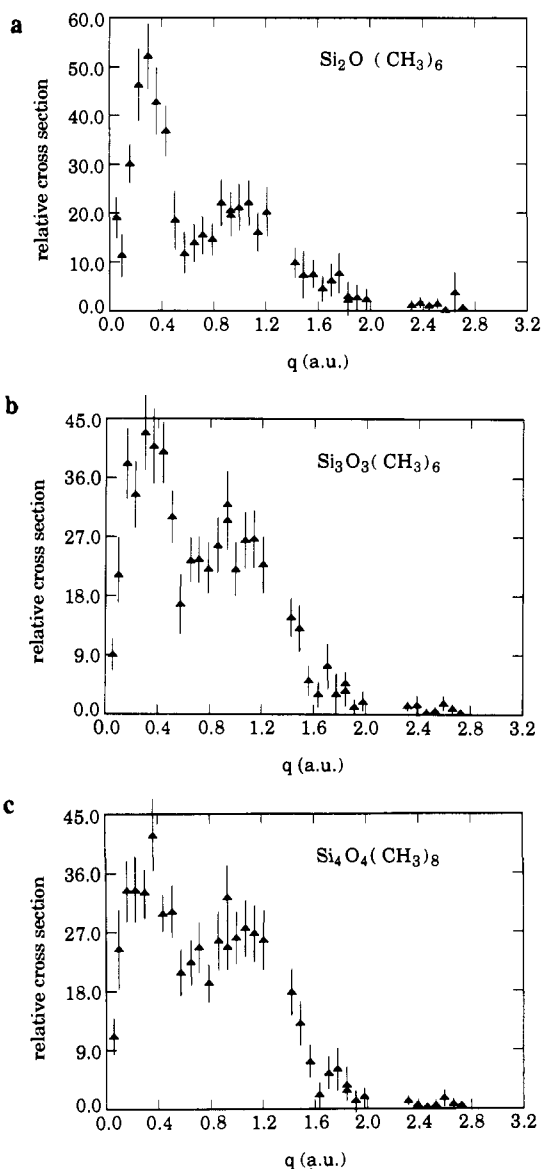 a
60.0
Si₂O (CH₃)₆
50.0
40.0
30.0
20.0
10.0
0.0
relative cross section
0.0 0.4 0.8 1.2 1.6 2.0 2.4 2.8 3.2
q (a.u.)
b
45.0
Si₃O₃(CH₃)₆
36.0
27.0
18.0
9.0
0.0
relative cross section
0.0 0.4 0.8 1.2 1.6 2.0 2.4 2.8 3.2
q (a.u.)
c
45.0
Si₄O₄(CH₃)₈
36.0
27.0
18.0
9.0
0.0
relative cross section
0.0 0.4 0.8 1.2 1.6 2.0 2.4 2.8 3.2
q (a.u.)